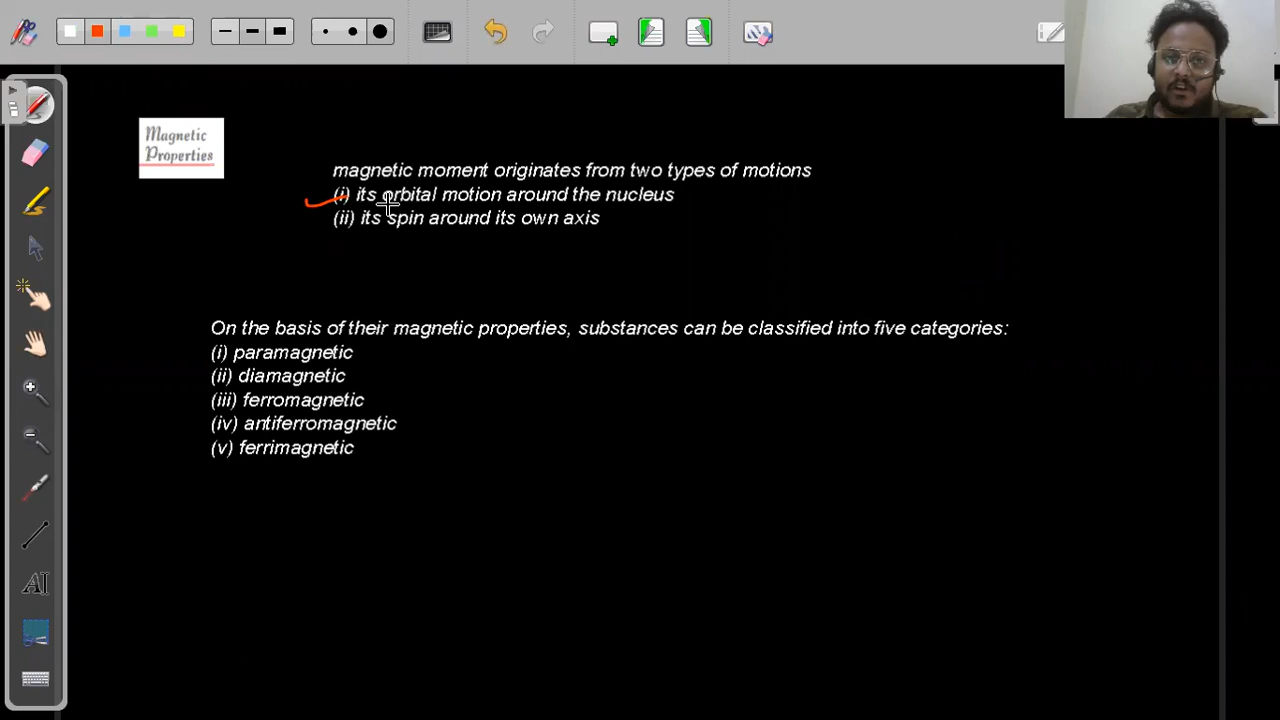 Magnetic
Properties
magnetic moment originates from two types of motions
(i) its orbital motion around the nucleus
(ii) its spin around its own axis
On the basis of their magnetic properties, substances can be classified into five categories:
(i) paramagnetic
(ii) diamagnetic
(iii) ferromagnetic
(iv) antiferromagnetic
(v) ferrimagnetic